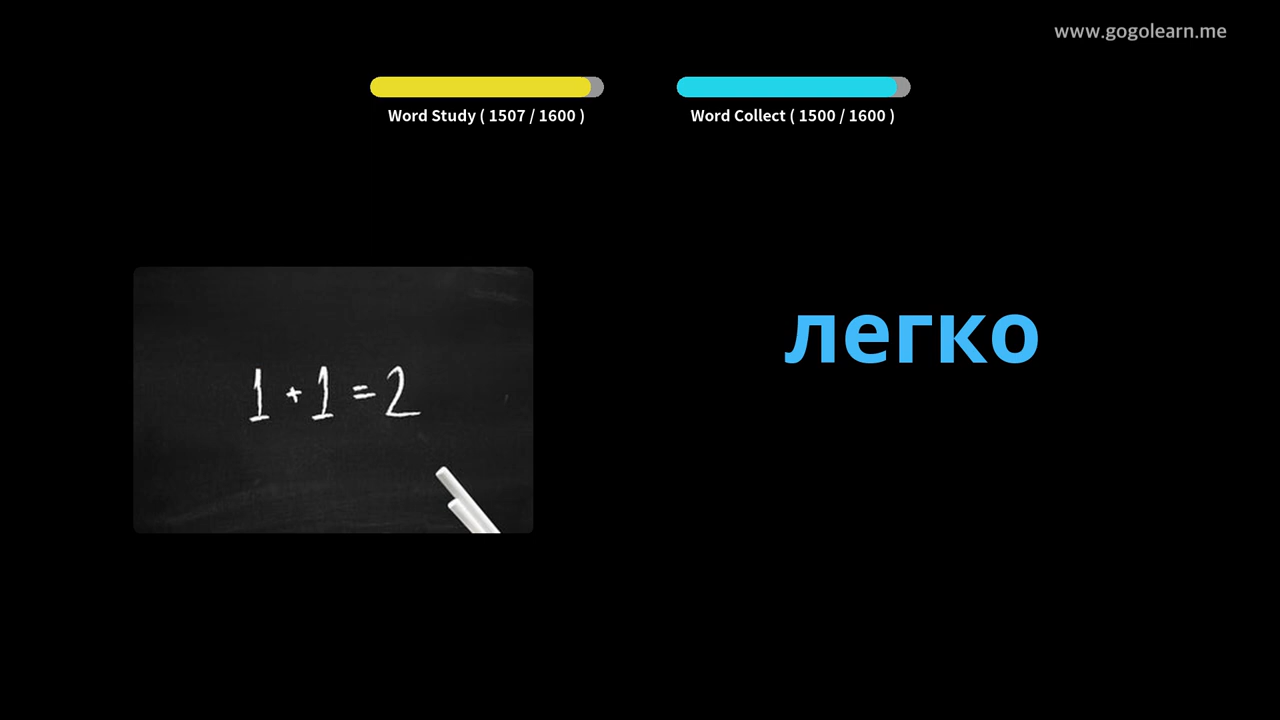 www.gogolearn.me
Word Study ( 1507 / 1600 )
Word Collect ( 1500 / 1600 )
легко
1 + 1 = 2